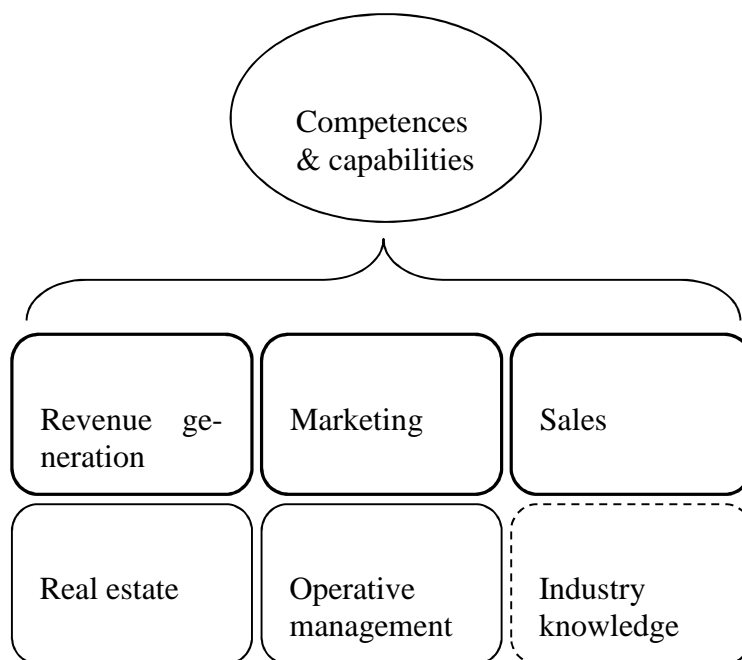 Competences
& capabilities
Revenue ge-
neration
Marketing
Sales
Real estate
Operative
management
Industry
knowledge